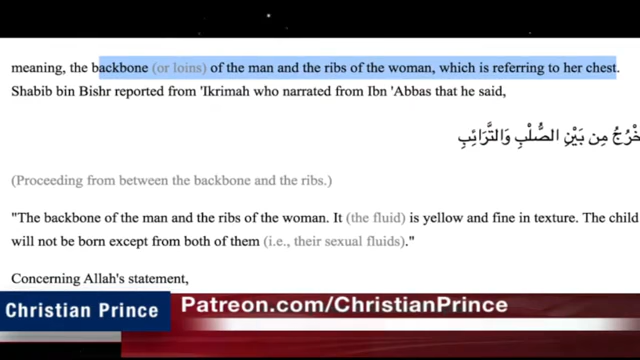 meaning, the backbone (or loins) of the man and the ribs of the woman, which is referring to her chest.
Shabib bin Bishr reported from 'Ikrimah who narrated from Ibn 'Abbas that he said,
خْرُجُ مِن بَيْنِ الصُّلْبِ وَالتَّرَائِبِ
(Proceeding from between the backbone and the ribs.)
"The backbone of the man and the ribs of the woman. It (the fluid) is yellow and fine in texture. The child
will not be born except from both of them (i.e., their sexual fluids)."
Concerning Allah's statement,
Christian Prince
Patreon.com/ChristianPrince